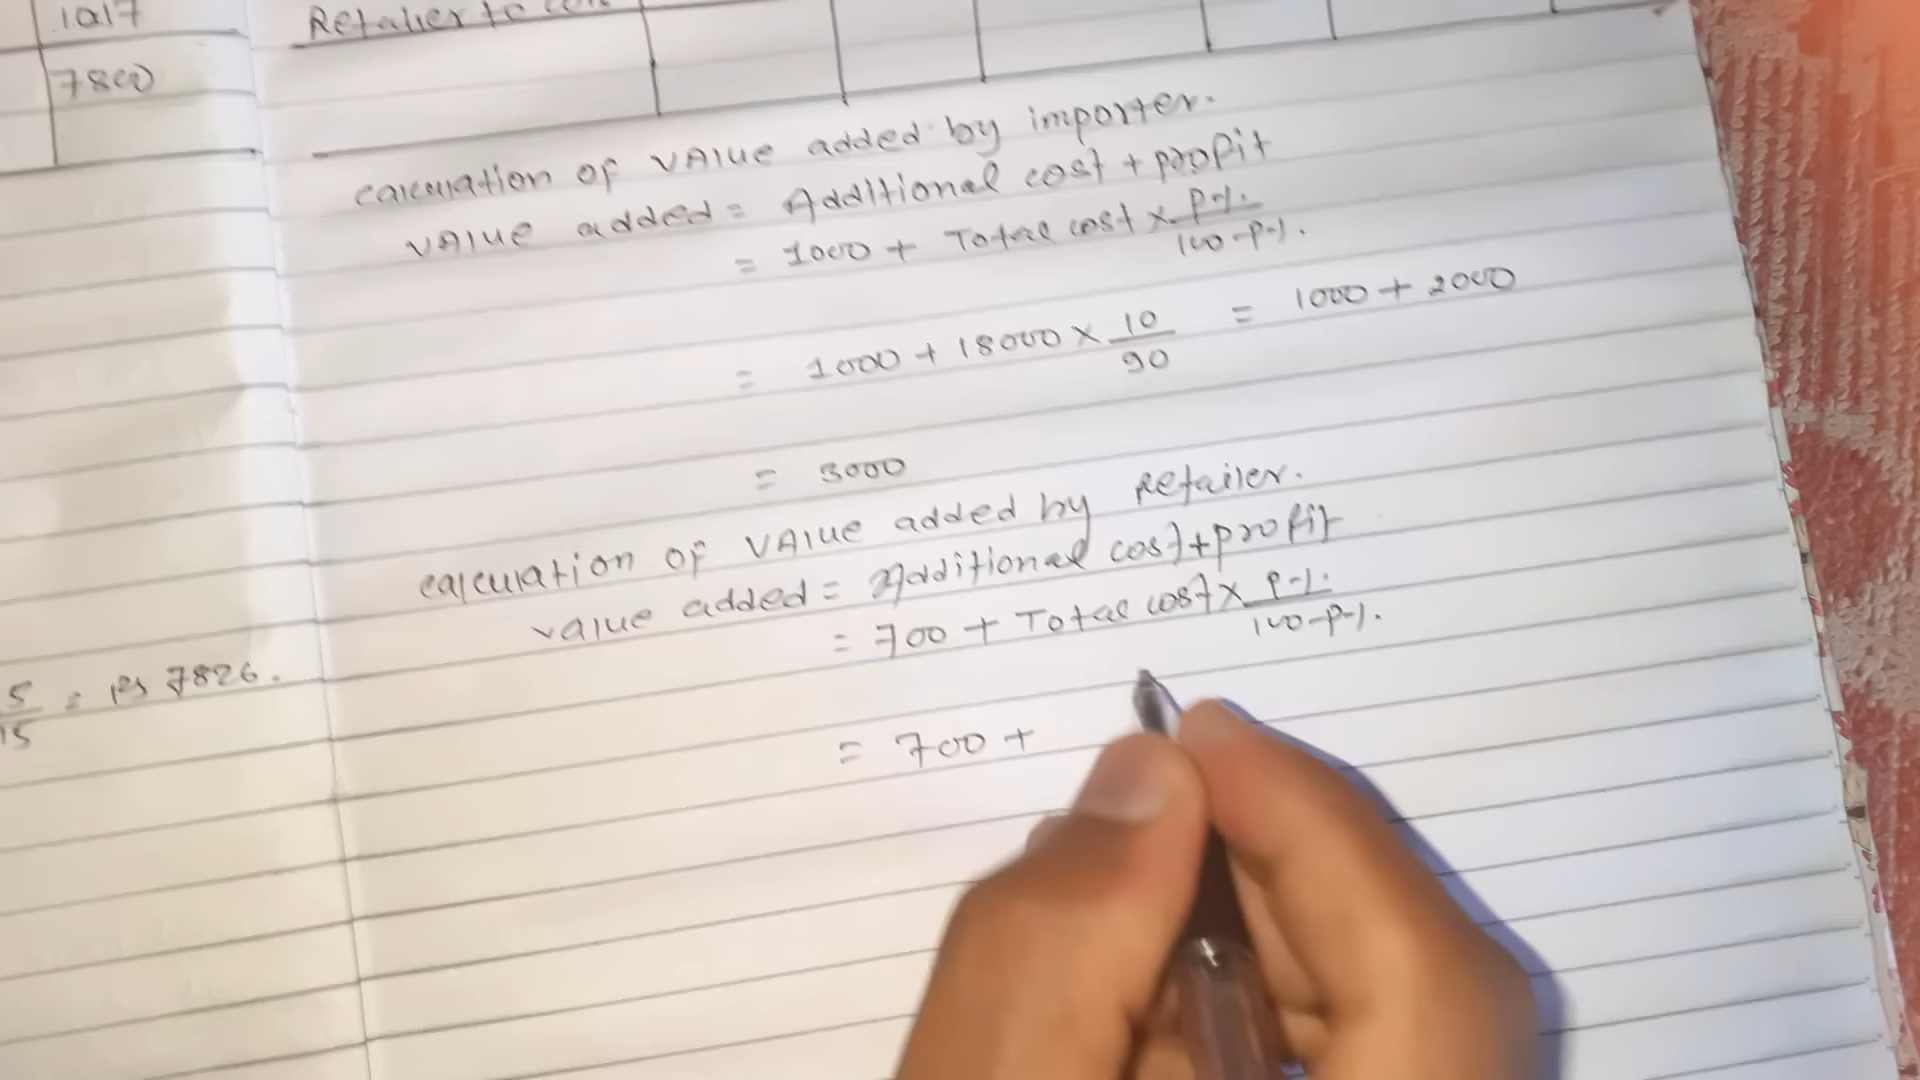 1017
7800
Retailer to
calculation of value added by importer.
value added = Additional cost + profit
= 1000 + Total cost × P% / 100-P%.
= 1000 + 18000 × 10 / 90 = 1000 + 2000
= 3000
calculation of value added by Retailer.
value added = Additional cost + profit
= 700 + Total cost × P% / 100-P%.
5 / 15 = Rs 7826.
= 700 +